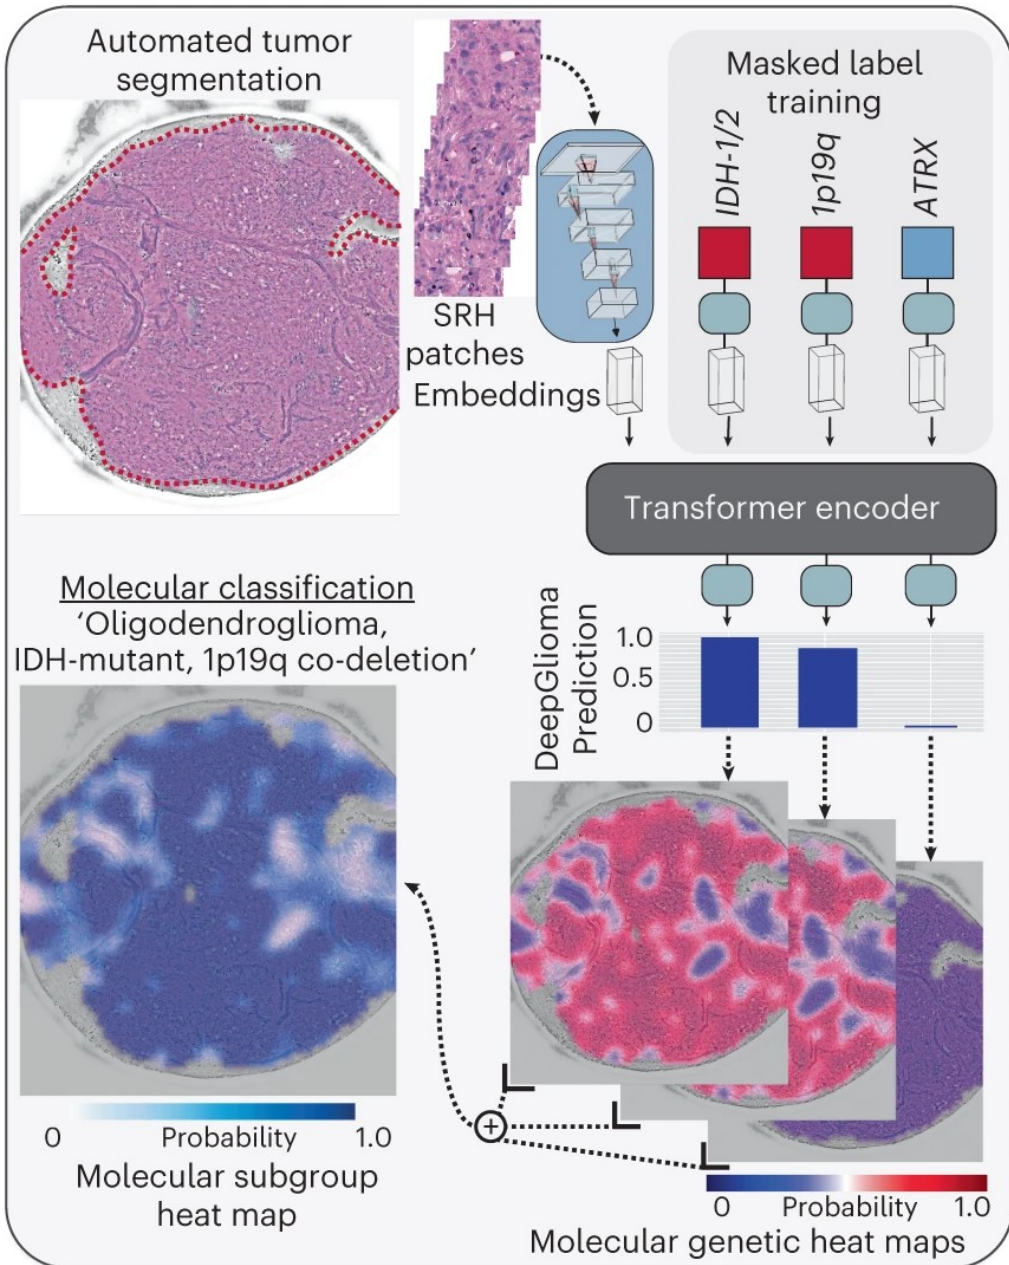 Automated tumor
segmentation
SRH
patches
Embeddings
Masked label
training
IDH-1/2
1p19q
ATRX
Transformer encoder
DeepGlioma
Prediction
1.0
0.5
0
Molecular classification
‘Oligodendroglioma,
IDH-mutant, 1p19q co-deletion’
0 Probability 1.0
Molecular subgroup
heat map
+
0 Probability 1.0
Molecular genetic heat maps